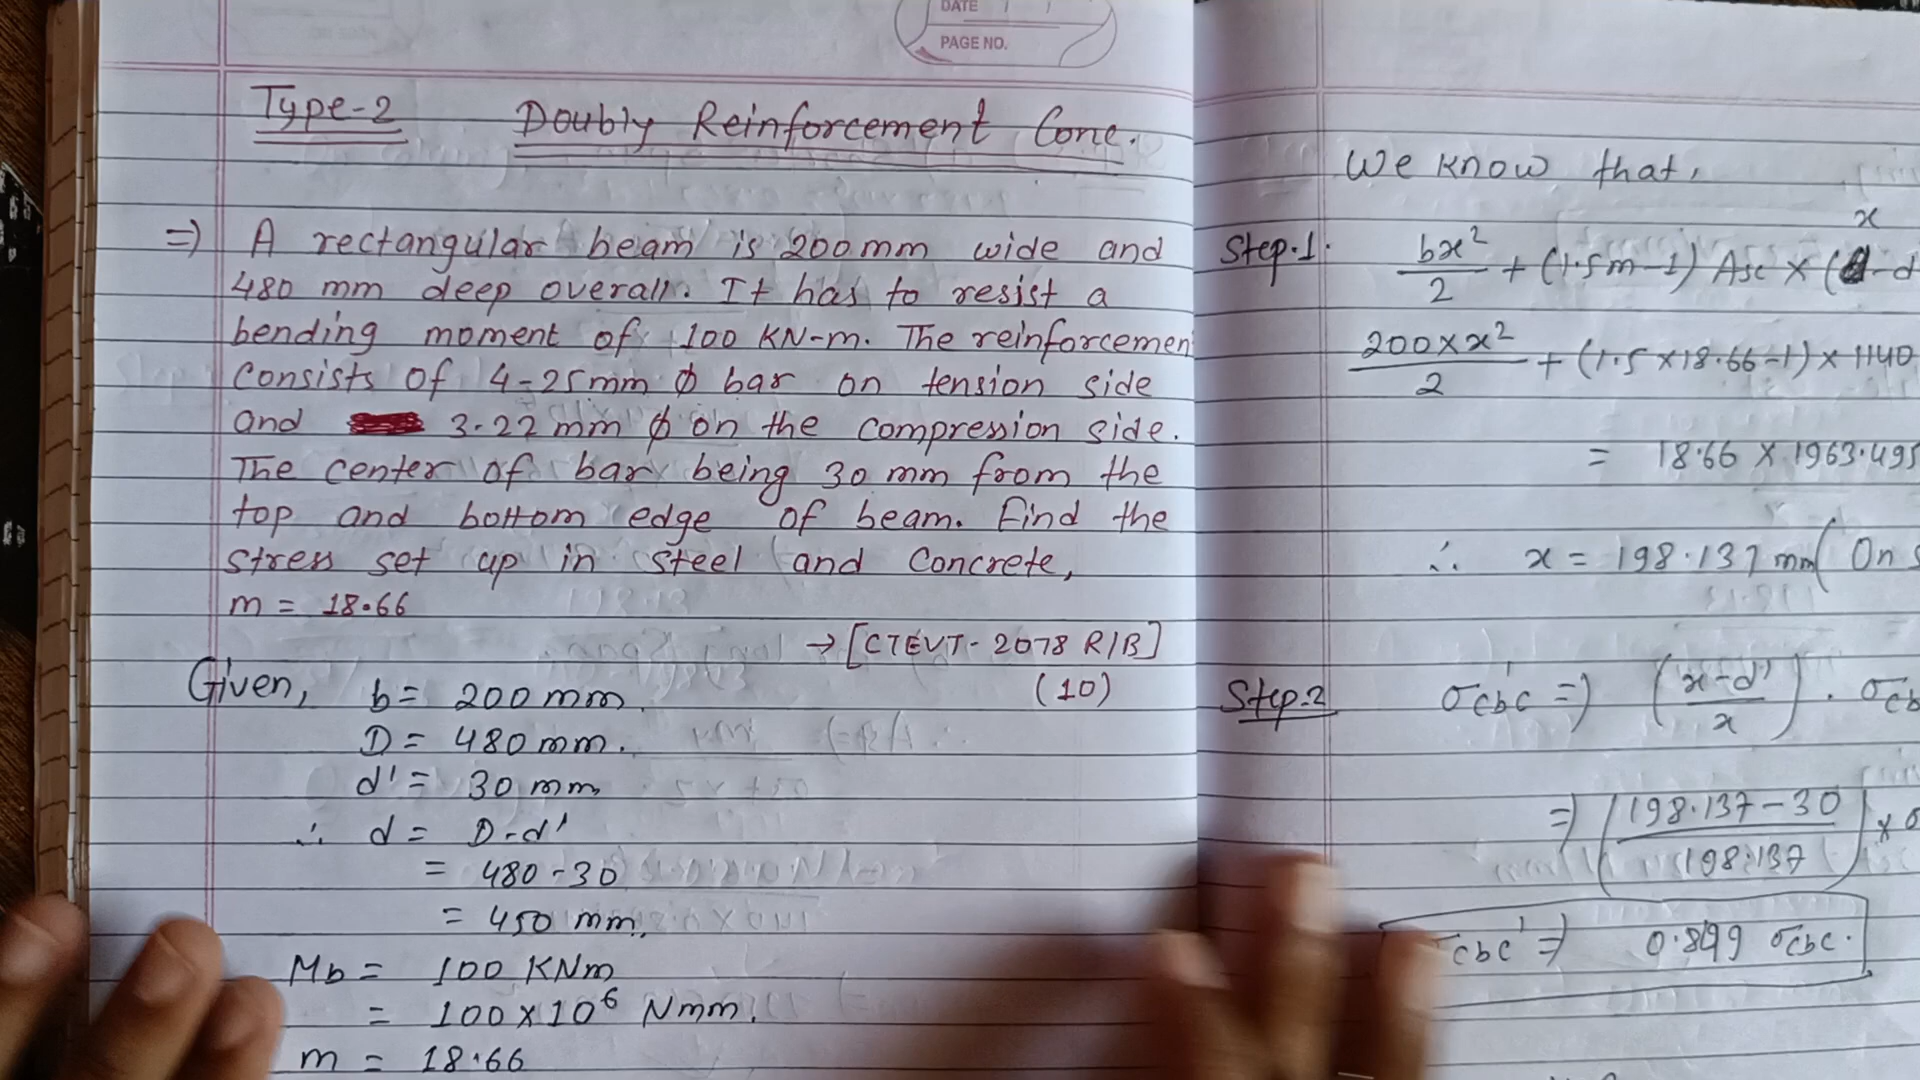 DATE / /
PAGE NO.
Type-2 Doubly Reinforcement Conc.
=) A rectangular beam is 200mm wide and
480 mm deep overall. It has to resist a
bending moment of 100 KN-m. The reinforcemen
Consists of 4-25mm φ bar on tension side
and 3-22mm φ on the compression side.
The center of bar being 30 mm from the
top and bottom edge of beam. Find the
stress set up in steel and Concrete,
m = 18.66
→ [CTEVT-2078 R/B]
(10)
Given, b = 200 mm.
D = 480 mm.
d' = 30 mm
∴ d = D-d'
= 480-30
= 450 mm.
Mb = 100 KNm
= 100×10⁶ Nmm.
m = 18.66
We know that,
x
Step.1. bx²/2 + (1.5m-1) Asc × ( -d
200×x²/2 + (1.5×18.66-1)×1140
= 18.66 × 1963.495
∴ x = 198.137 mm (On
Step.2 σcbc' =) (x-d'/x) . σcb
=) (198.137-30/198.137) × σ
cbc' =) 0.849 σcbc.